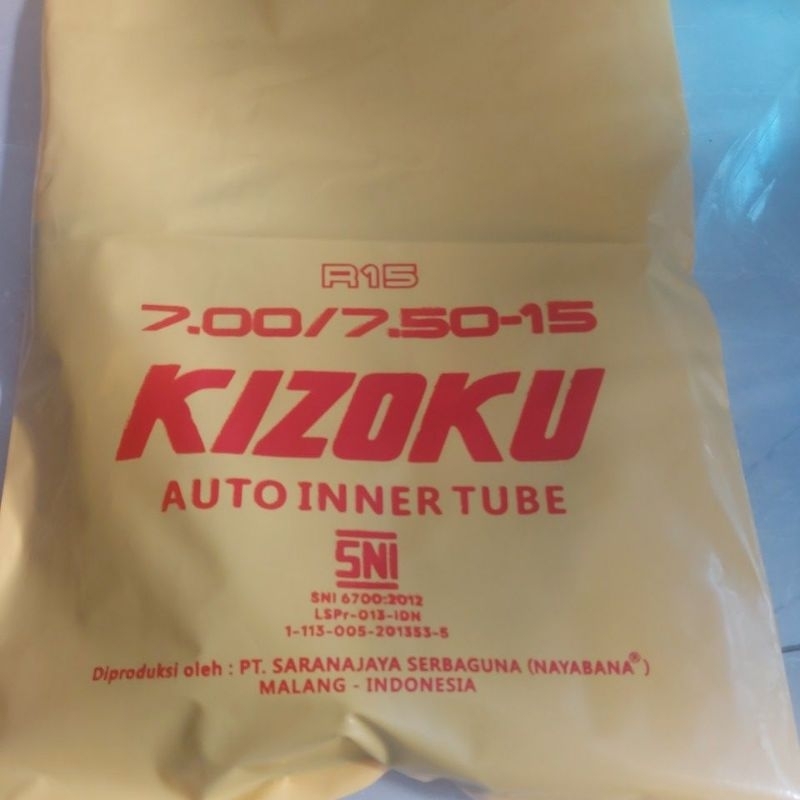 R15
7.00/7.50-15
KIZOKU
AUTO INNER TUBE
SNI
SNI 6700:2012
LSPr-013-IDN
1-113-005-201353-5
Diproduksi oleh : PT. SARANAJAYA SERBAGUNA (NAYABANA®)
MALANG - INDONESIA